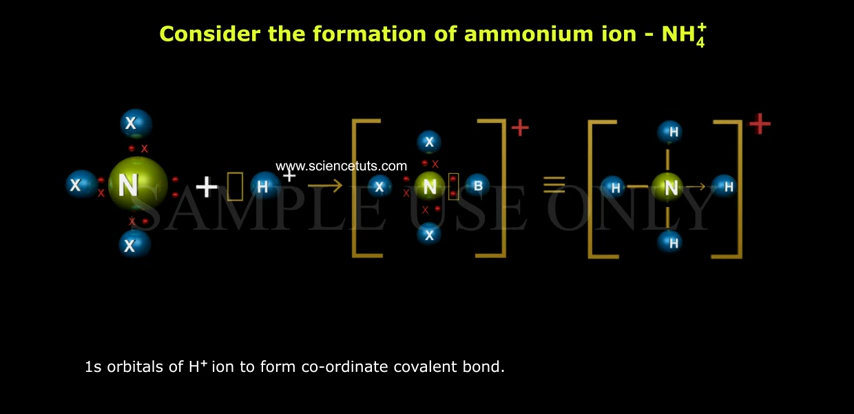 Consider the formation of ammonium ion - NH₄⁺
X
X N + H⁺ → X N B ≡ H N → H
X
www.sciencetuts.com
X
+
X
H
+
H
SAMPLE USE ONLY
1s orbitals of H⁺ ion to form co-ordinate covalent bond.